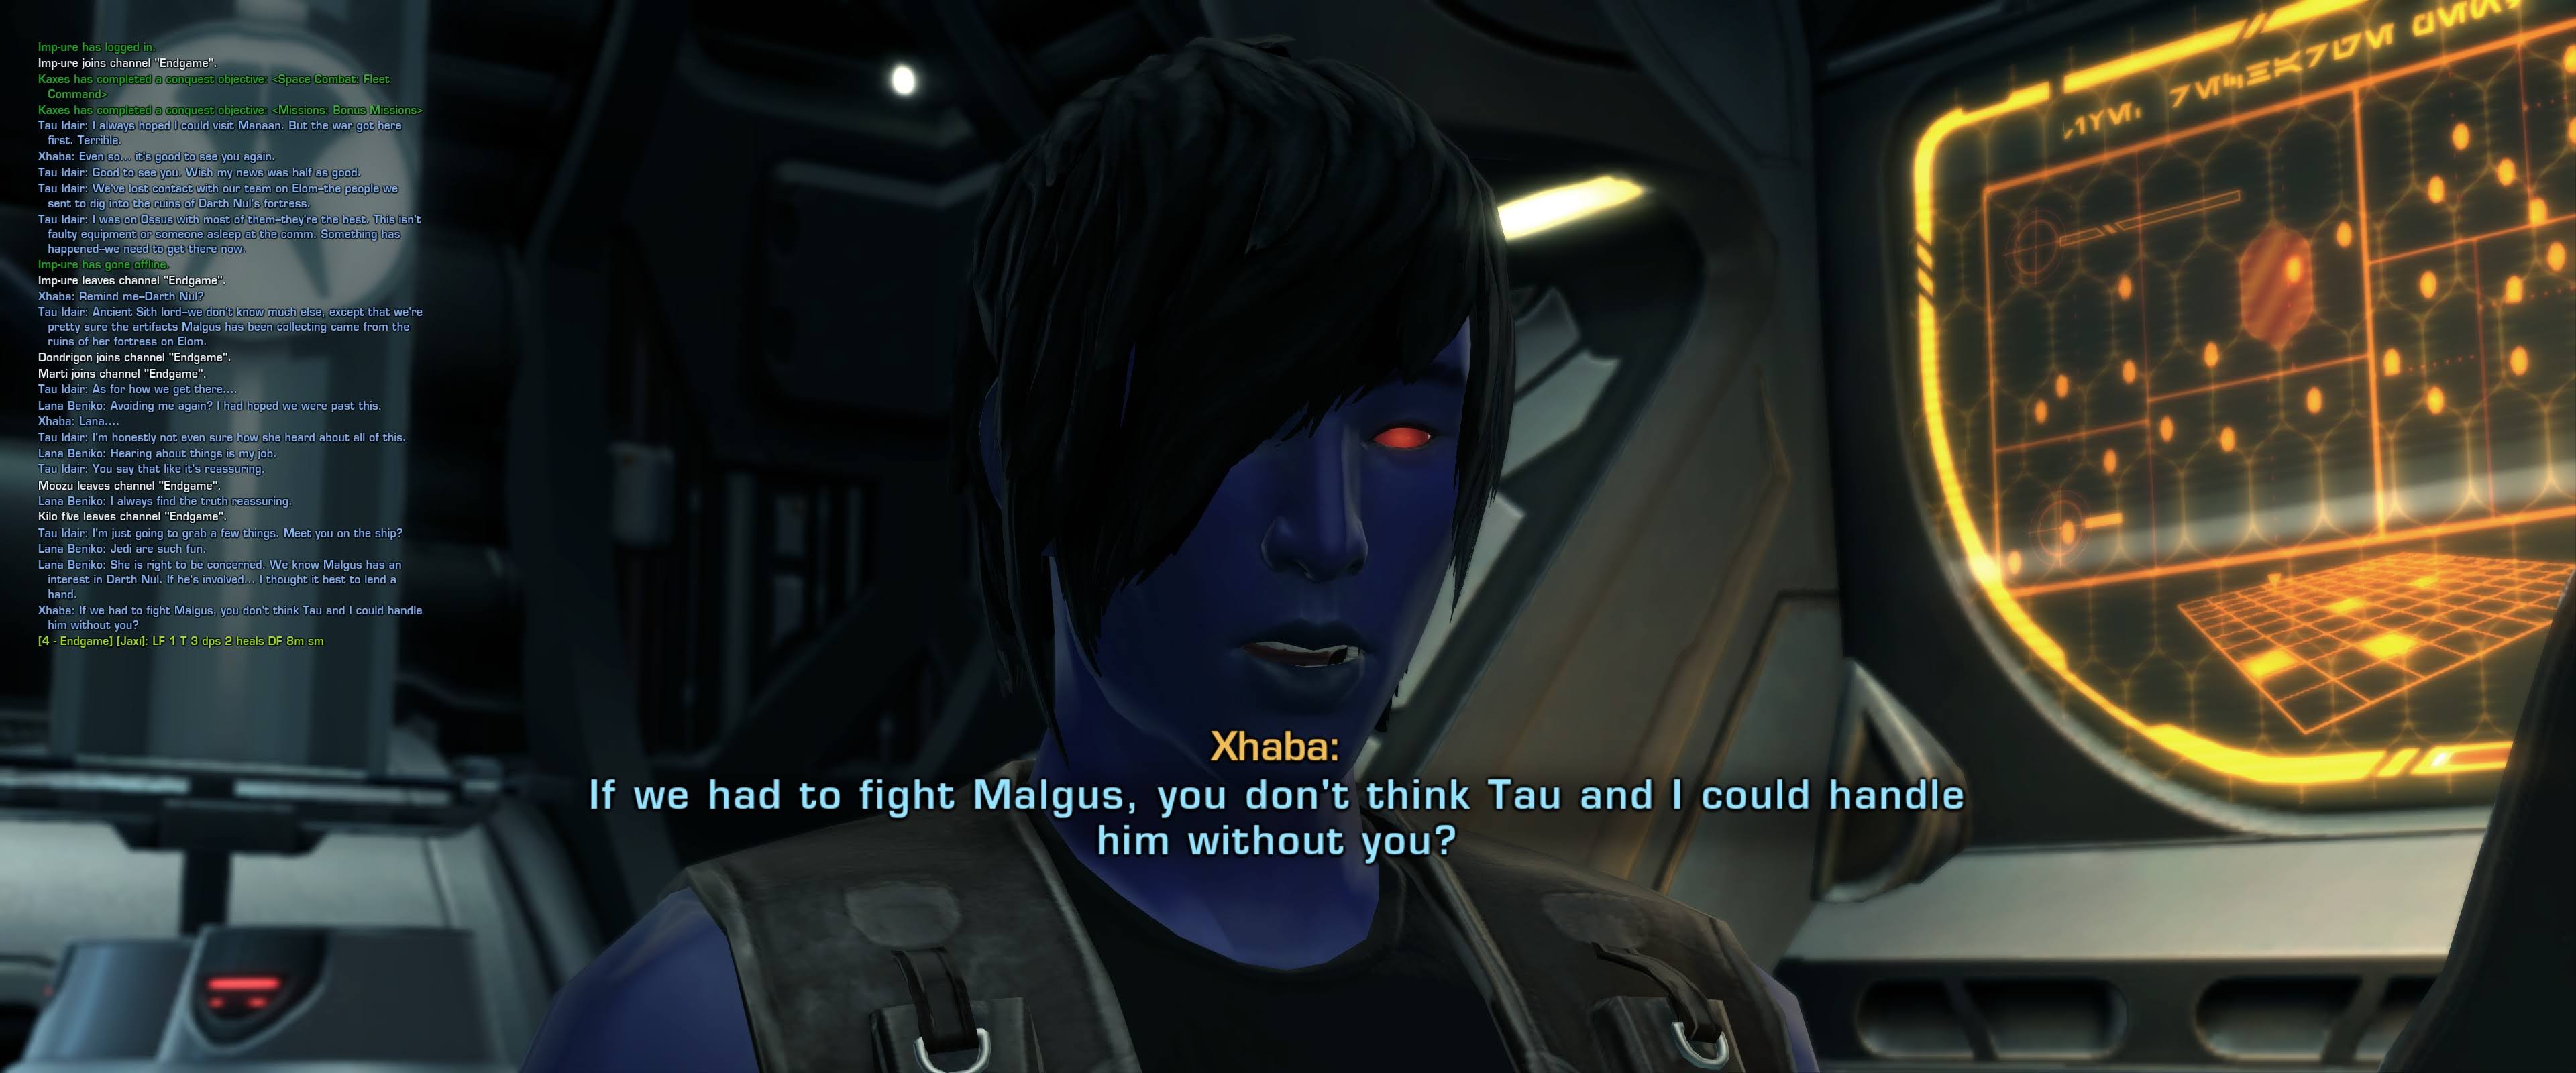 Imp-ure has logged in.
Imp-ure joins channel "Endgame".
Kaxes has completed a conquest objective: <Space Combat: Fleet
Command>
Kaxes has completed a conquest objective: <Missions: Bonus Missions>
Tau Idair: I always hoped I could visit Manaan. But the war got here
first. Terrible.
Xhaba: Even so... it's good to see you again.
Tau Idair: Good to see you. Wish my news was half as good.
Tau Idair: We've lost contact with our team on Elom–the people we
sent to dig into the ruins of Darth Nul's fortress.
Tau Idair: I was on Ossus with most of them–they're the best. This isn't
faulty equipment or someone asleep at the comm. Something has
happened–we need to get there now.
Imp-ure has gone offline.
Imp-ure leaves channel "Endgame".
Xhaba: Remind me–Darth Nul?
Tau Idair: Ancient Sith lord–we don't know much else, except that we're
pretty sure the artifacts Malgus has been collecting came from the
ruins of her fortress on Elom.
Dondrigon joins channel "Endgame".
Marti joins channel "Endgame".
Tau Idair: As for how we get there....
Lana Beniko: Avoiding me again? I had hoped we were past this.
Xhaba: Lana....
Tau Idair: I'm honestly not even sure how she heard about all of this.
Lana Beniko: Hearing about things is my job.
Tau Idair: You say that like it's reassuring.
Moozu leaves channel "Endgame".
Lana Beniko: I always find the truth reassuring.
Kilo five leaves channel "Endgame".
Tau Idair: I'm just going to grab a few things. Meet you on the ship?
Lana Beniko: Jedi are such fun.
Lana Beniko: She is right to be concerned. We know Malgus has an
interest in Darth Nul. If he's involved... I thought it best to lend a
hand.
Xhaba: If we had to fight Malgus, you don't think Tau and I could handle
him without you?
[4 - Endgame] [Jaxi]: LF 1 T 3 dps 2 heals DF 8m sm
Xhaba:
If we had to fight Malgus, you don't think Tau and I could handle
him without you?